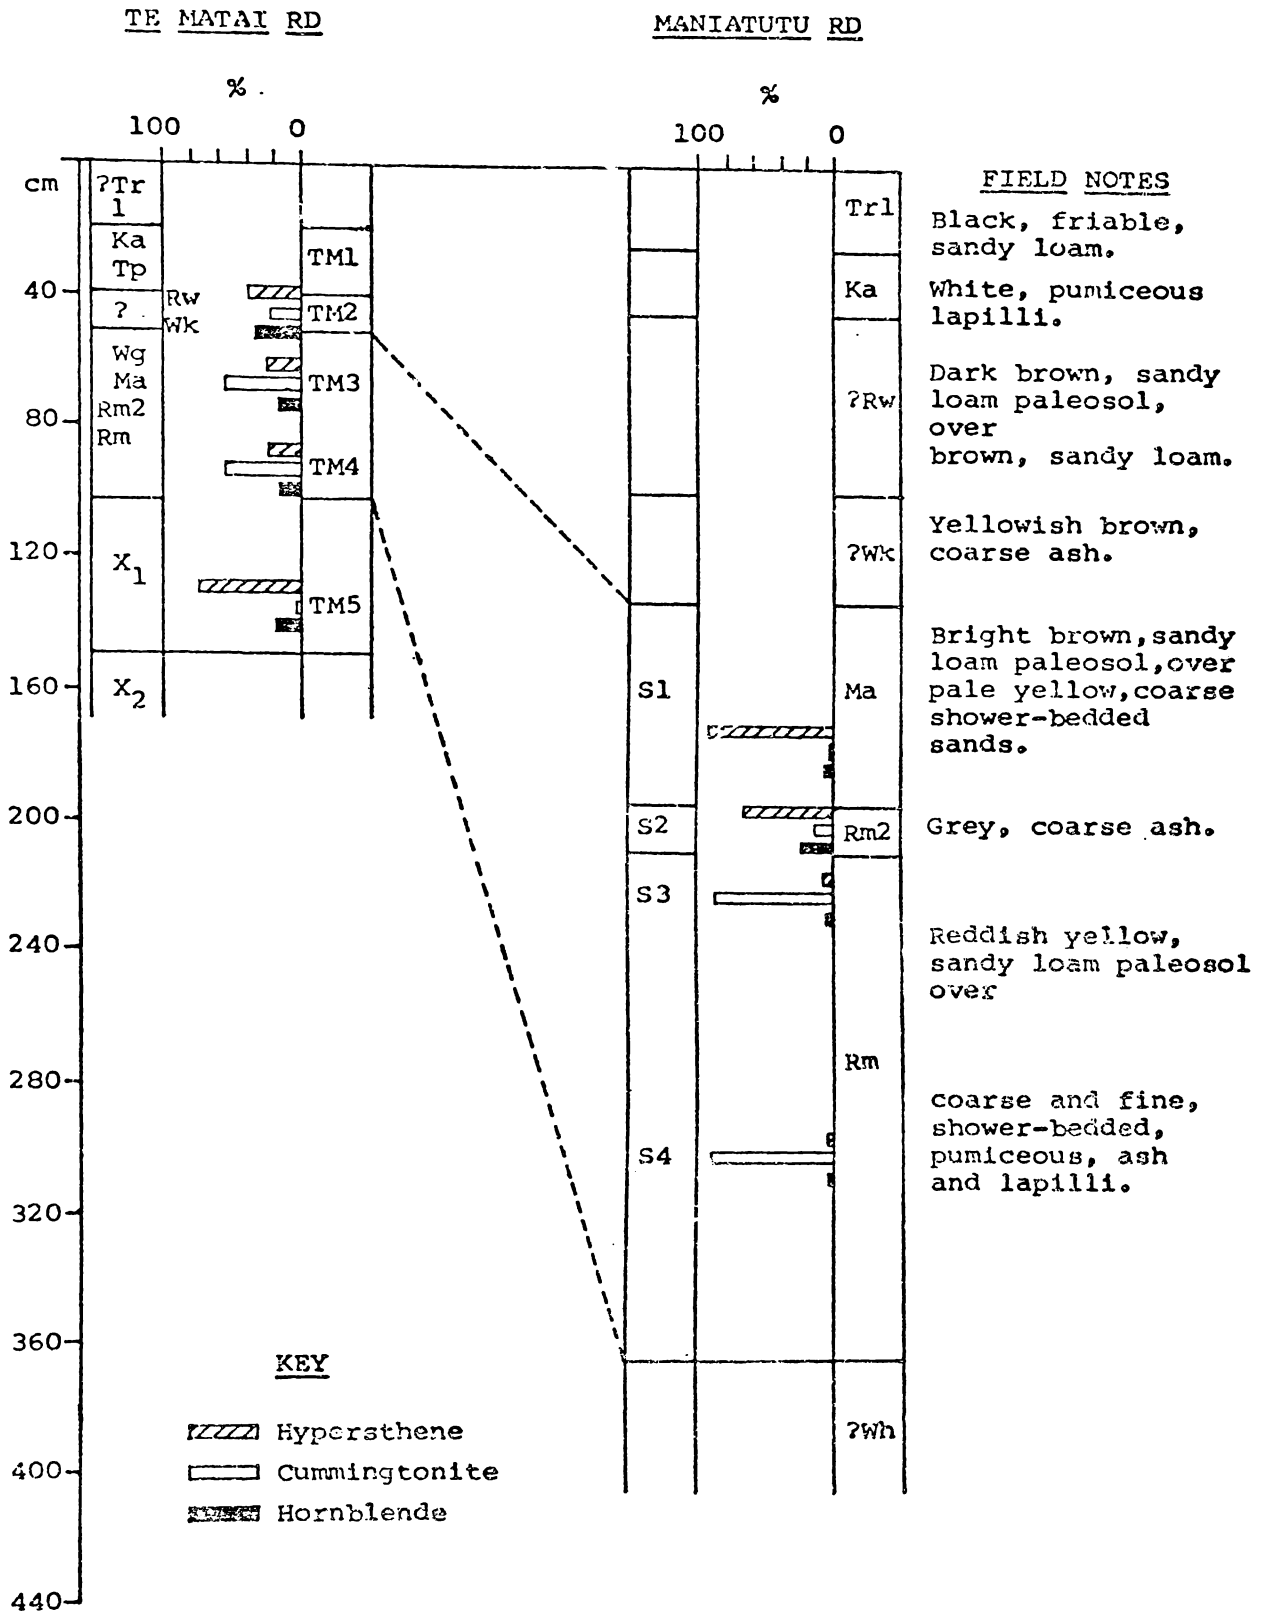 TE MATAI RD
MANIATUTU RD
%
%
100 0
100 0
cm
40
80
120
160
200
240
280
320
360
400
440
?Tr
1
Ka
Tp
?
Rw
Wk
Wg
Ma
Rm2
Rm
X1
X2
TM1
TM2
TM3
TM4
TM5
S1
S2
S3
S4
Tr1
Ka
?Rw
?Wk
Ma
Rm2
Rm
?Wh
FIELD NOTES
Black, friable,
sandy loam.
White, pumiceous
lapilli.
Dark brown, sandy
loam paleosol,
over
brown, sandy loam.
Yellowish brown,
coarse ash.
Bright brown,sandy
loam paleosol,over
pale yellow,coarse
shower-bedded
sands.
Grey, coarse ash.
Reddish yellow,
sandy loam paleosol
over
coarse and fine,
shower-bedded,
pumiceous, ash
and lapilli.
KEY
Hypersthene
Cummingtonite
Hornblende